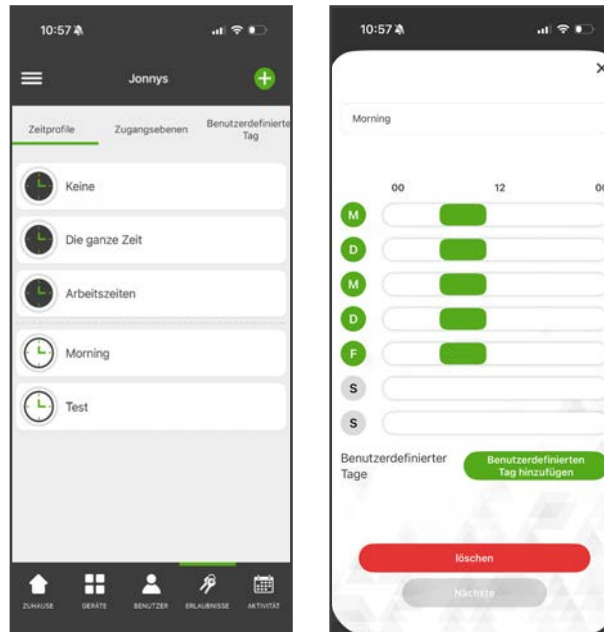 10:57
Jonnys
Zeitprofile
Zugangsebenen
Benutzerdefinierte
Tag
Keine
Die ganze Zeit
Arbeitszeiten
Morning
Test
ZUHAUSE
GERÄTE
BENUTZER
ERLAUBNISSE
AKTIVITÄT
10:57
Morning
00 12 00
M
D
M
D
F
S
S
Benutzerdefinierter
Tage
Benutzerdefinierten
Tag hinzufügen
löschen
Nächste